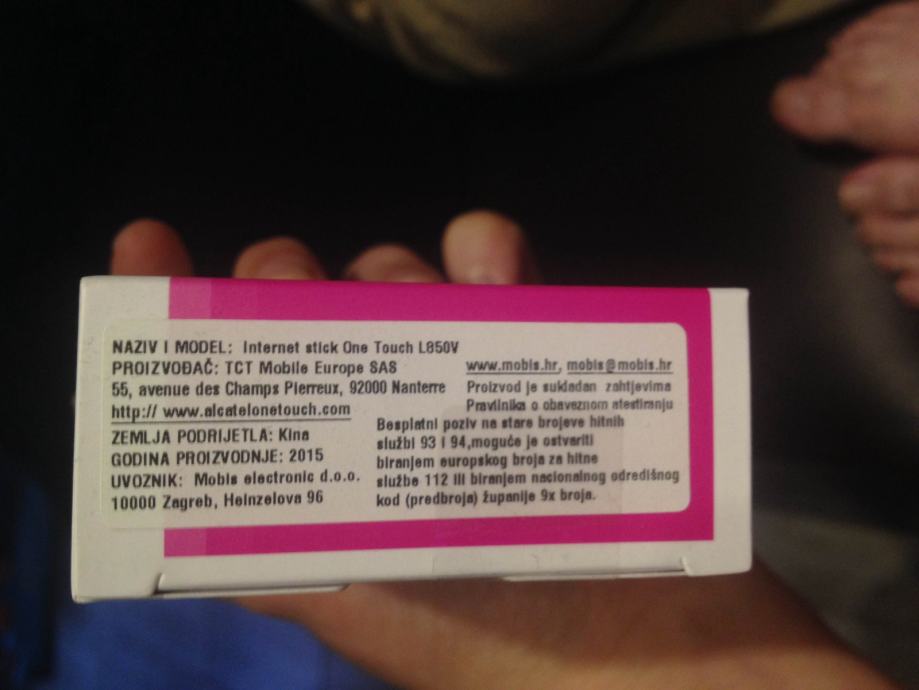 NAZIV I MODEL: Internet stick One Touch L850V
PROIZVOĐAČ: TCT Mobile Europe SAS
55, avenue des Champs Pierreux, 92000 Nanterre
http:// www.alcatelonetouch.com
ZEMLJA PODRIJETLA: Kina
GODINA PROIZVODNJE: 2015
UVOZNIK: Mobis electronic d.o.o.
10000 Zagreb, Heinzelova 96
www.mobis.hr, mobis@mobis.hr
Proizvod je sukladan zahtjevima
Pravilnika o obaveznom atestiranju
Besplatni poziv na stare brojeve hitnih
službi 93 i 94,moguće je ostvariti
biranjem europskog broja za hitne
službe 112 ili biranjem nacionalnog odredišnog
kod (predbroja) županije 9x broja.